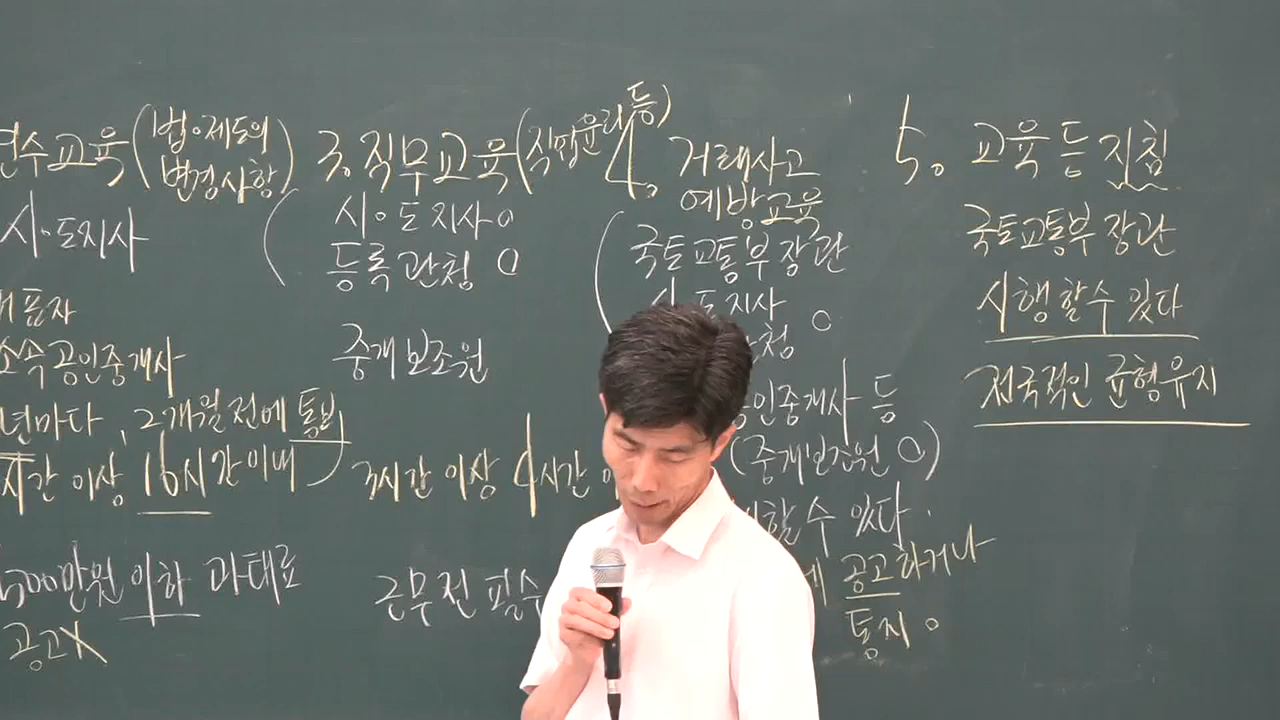 연수교육(법·제도의
변경사항)
시·도지사
표자
소속공인중개사
년마다, 2개월전에 통보
시간 이상 16시간이내)
500만원 이하 과태료
공고X
3. 직무교육(직업윤리등)
시·도지사 O
등록관청 O
중개보조원
3시간 이상 4시간
근무전 필수
4. 거래사고
예방교육
국토교통부장관
시·도지사
청 O
공인중개사 등
(중개보조원 O)
할 수 있다.
공고하거나
통지 O
5. 교육등 지침
국토교통부장관
시행할수 있다
전국적인 균형유지